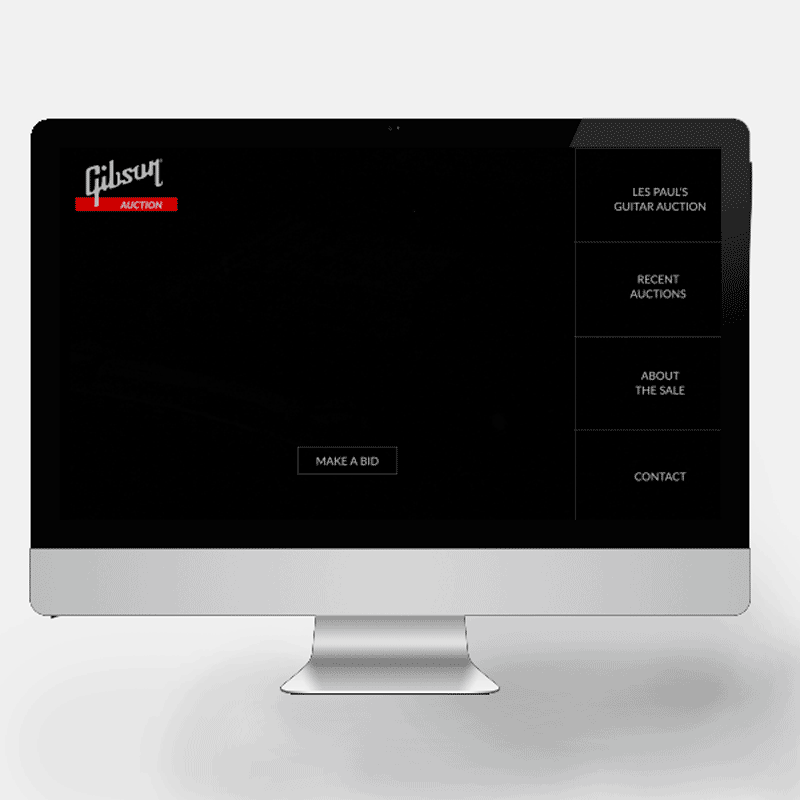 Gibson
AUCTION
LES PAUL'S
GUITAR AUCTION
RECENT
AUCTIONS
ABOUT
THE SALE
CONTACT
MAKE A BID